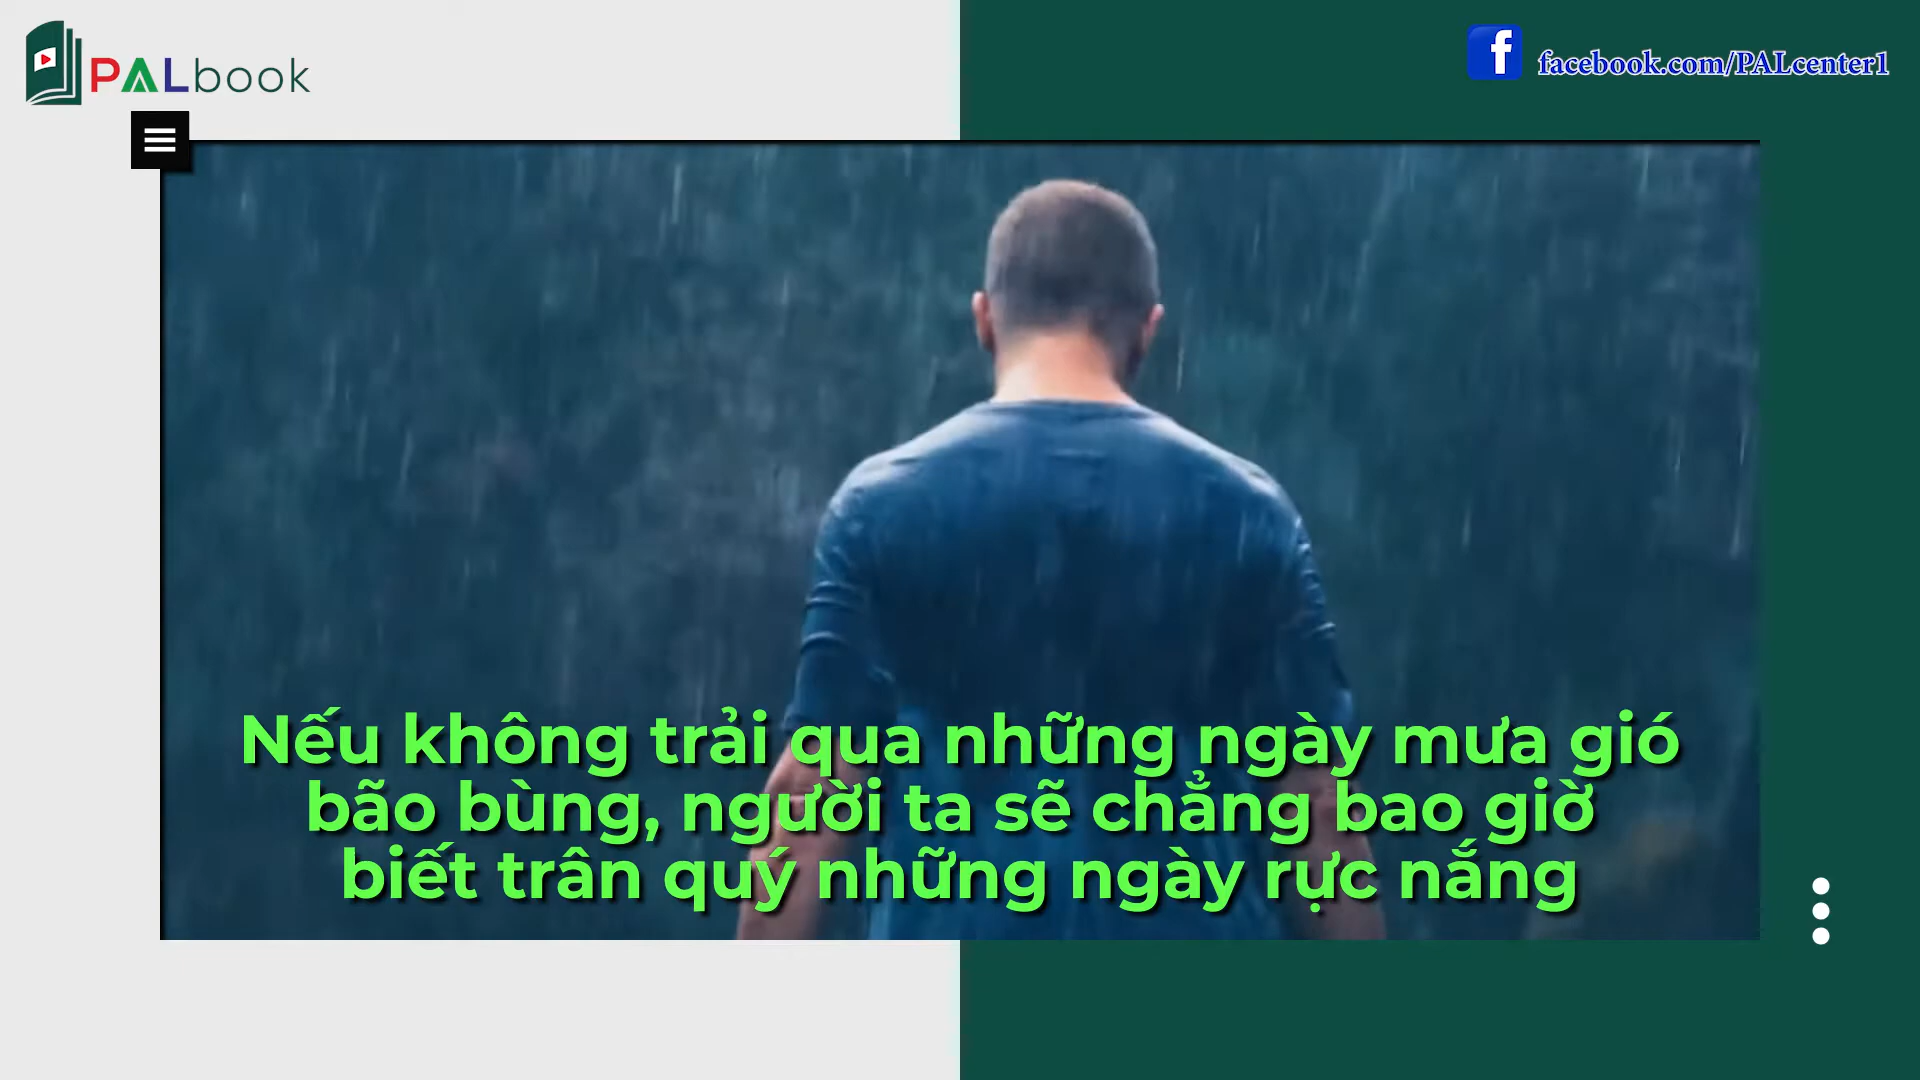 PALbook
facebook.com/PALcenter1
Nếu không trải qua những ngày mưa gió
bão bùng, người ta sẽ chẳng bao giờ
biết trân quý những ngày rực nắng